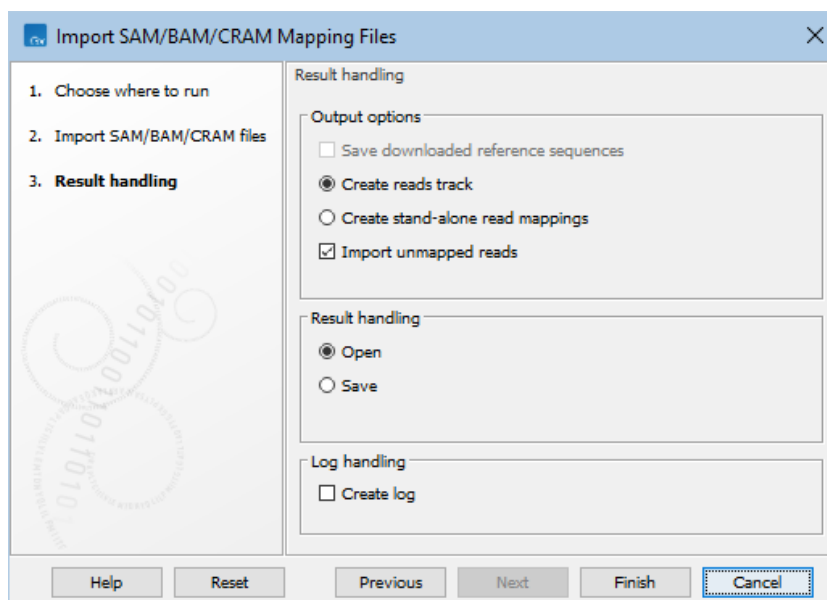 Import SAM/BAM/CRAM Mapping Files
1. Choose where to run
2. Import SAM/BAM/CRAM files
3. Result handling
Result handling
Output options
Save downloaded reference sequences
Create reads track
Create stand-alone read mappings
Import unmapped reads
Result handling
Open
Save
Log handling
Create log
Help Reset Previous Next Finish Cancel